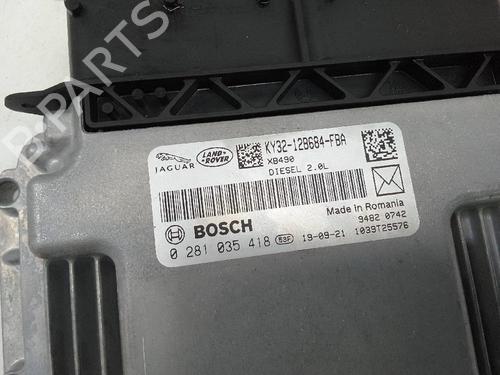 B-PARTS
JAGUAR
LAND ROVER
KY32-12B684-FBA
XB490
DIESEL 2.0L
BOSCH
Made in Romania
9482 0742
0 281 035 418 53F 19-09-21 1039T25576